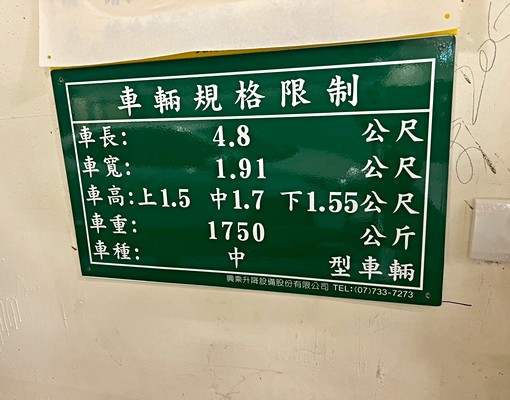 車輛規格限制
車長: 4.8 公尺
車寬: 1.91 公尺
車高:上1.5 中1.7 下1.55公尺
車重: 1750 公斤
車種: 中 型車輛
興東升降設備股份有限公司 TEL:(07)733-7273